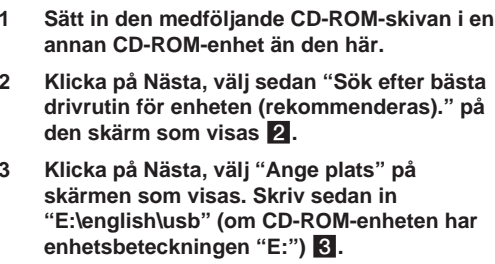 1 Sätt in den medföljande CD-ROM-skivan i en
annan CD-ROM-enhet än den här.
2 Klicka på Nästa, välj sedan “Sök efter bästa
drivrutin för enheten (rekommenderas).” på
den skärm som visas 2.
3 Klicka på Nästa, välj “Ange plats” på
skärmen som visas. Skriv sedan in
“E:\english\usb” (om CD-ROM-enheten har
enhetsbeteckningen “E:”) 3.